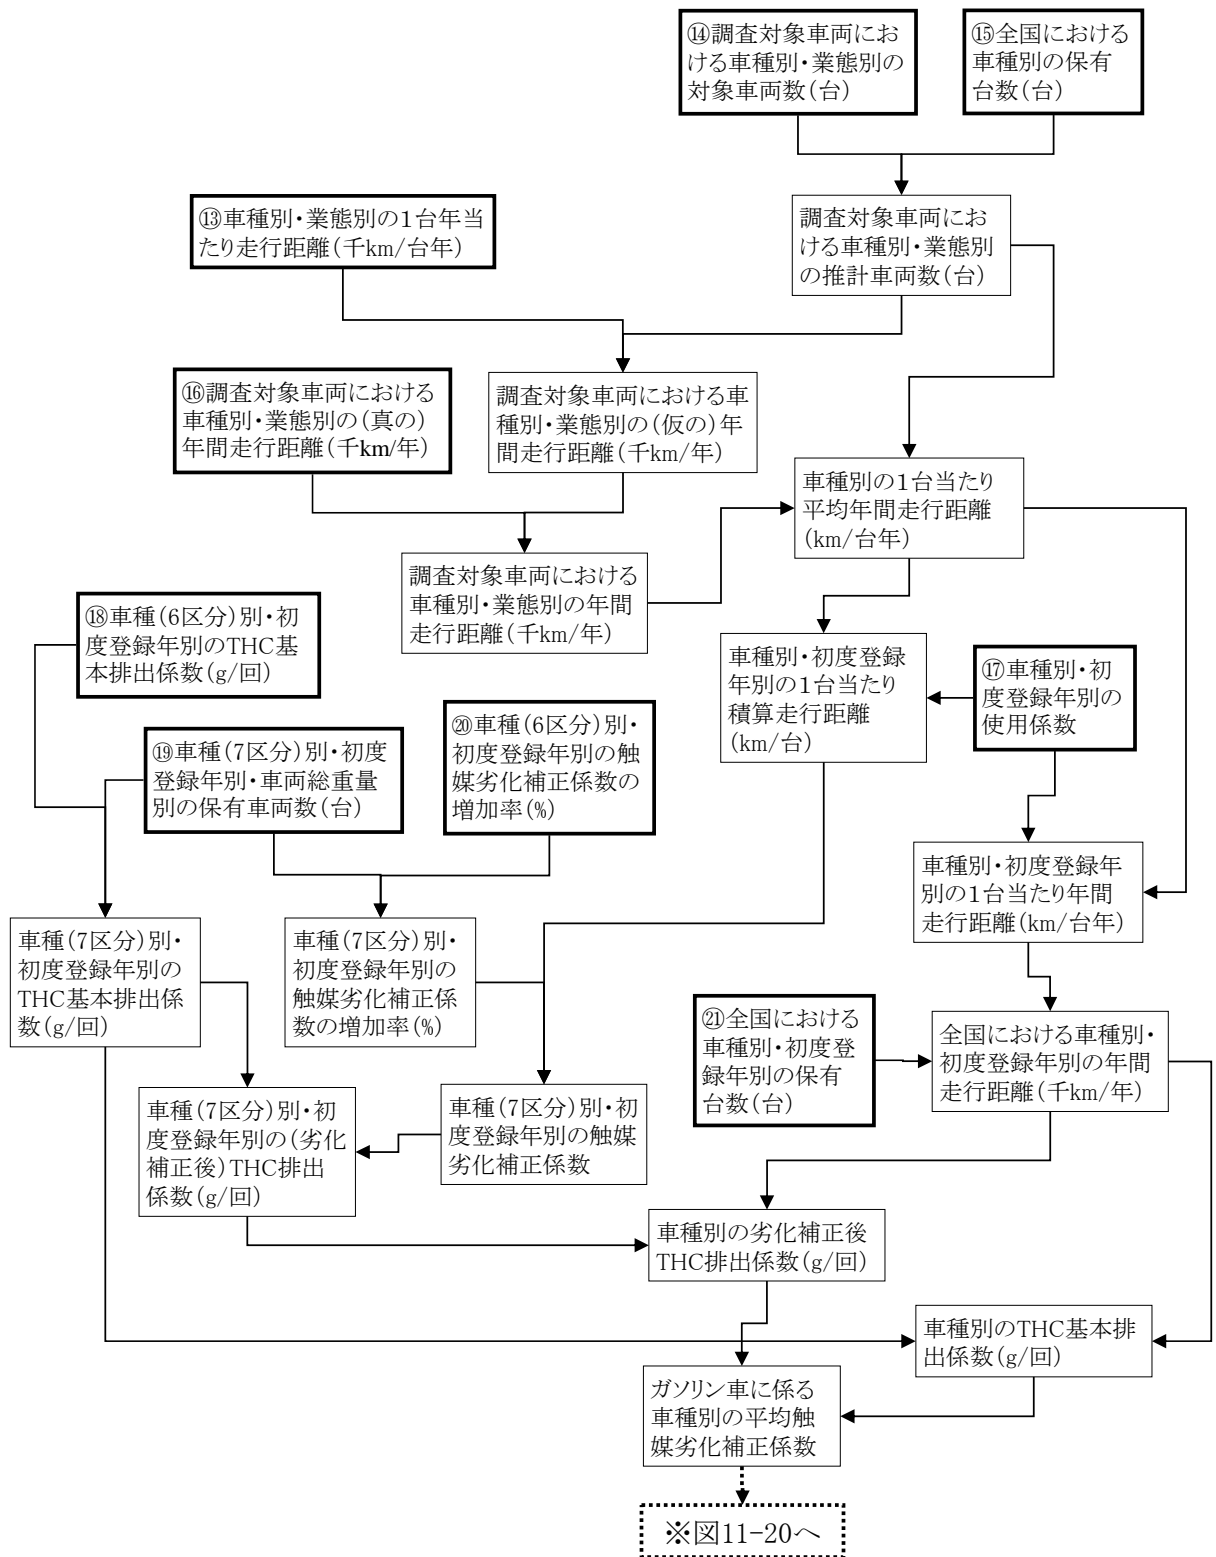 ⑭調査対象車両にお
ける車種別・業態別の
対象車両数(台)
⑮全国における
車種別の保有
台数(台)
⑬車種別・業態別の1台年当
たり走行距離(千km/台年)
調査対象車両にお
ける車種別・業態別
の推計車両数(台)
⑯調査対象車両における
車種別・業態別の(真の)
年間走行距離(千km/年)
調査対象車両における車
種別・業態別の(仮の)年
間走行距離(千km/年)
車種別の1台当たり
平均年間走行距離
(km/台年)
調査対象車両における
車種別・業態別の年間
走行距離(千km/年)
⑱車種(6区分)別・初
度登録年別のTHC基
本排出係数(g/回)
車種別・初度登録
年別の1台当たり
積算走行距離
(km/台)
⑰車種別・初
度登録年別の
使用係数
⑲車種(7区分)別・初度
登録年別・車両総重量
別の保有車両数(台)
⑳車種(6区分)別・
初度登録年別の触
媒劣化補正係数の
増加率(%)
車種別・初度登録年
別の1台当たり年間
走行距離(km/台年)
車種(7区分)別・
初度登録年別の
THC基本排出係
数(g/回)
車種(7区分)別・
初度登録年別の
触媒劣化補正係
数の増加率(%)
㉑全国における
車種別・初度登
録年別の保有
台数(台)
全国における車種別・
初度登録年別の年間
走行距離(千km/年)
車種(7区分)別・初
度登録年別の(劣化
補正後)THC排出
係数(g/回)
車種(7区分)別・初
度登録年別の触媒
劣化補正係数
車種別の劣化補正後
THC排出係数(g/回)
車種別のTHC基本排
出係数(g/回)
ガソリン車に係る
車種別の平均触
媒劣化補正係数
※図11-20へ